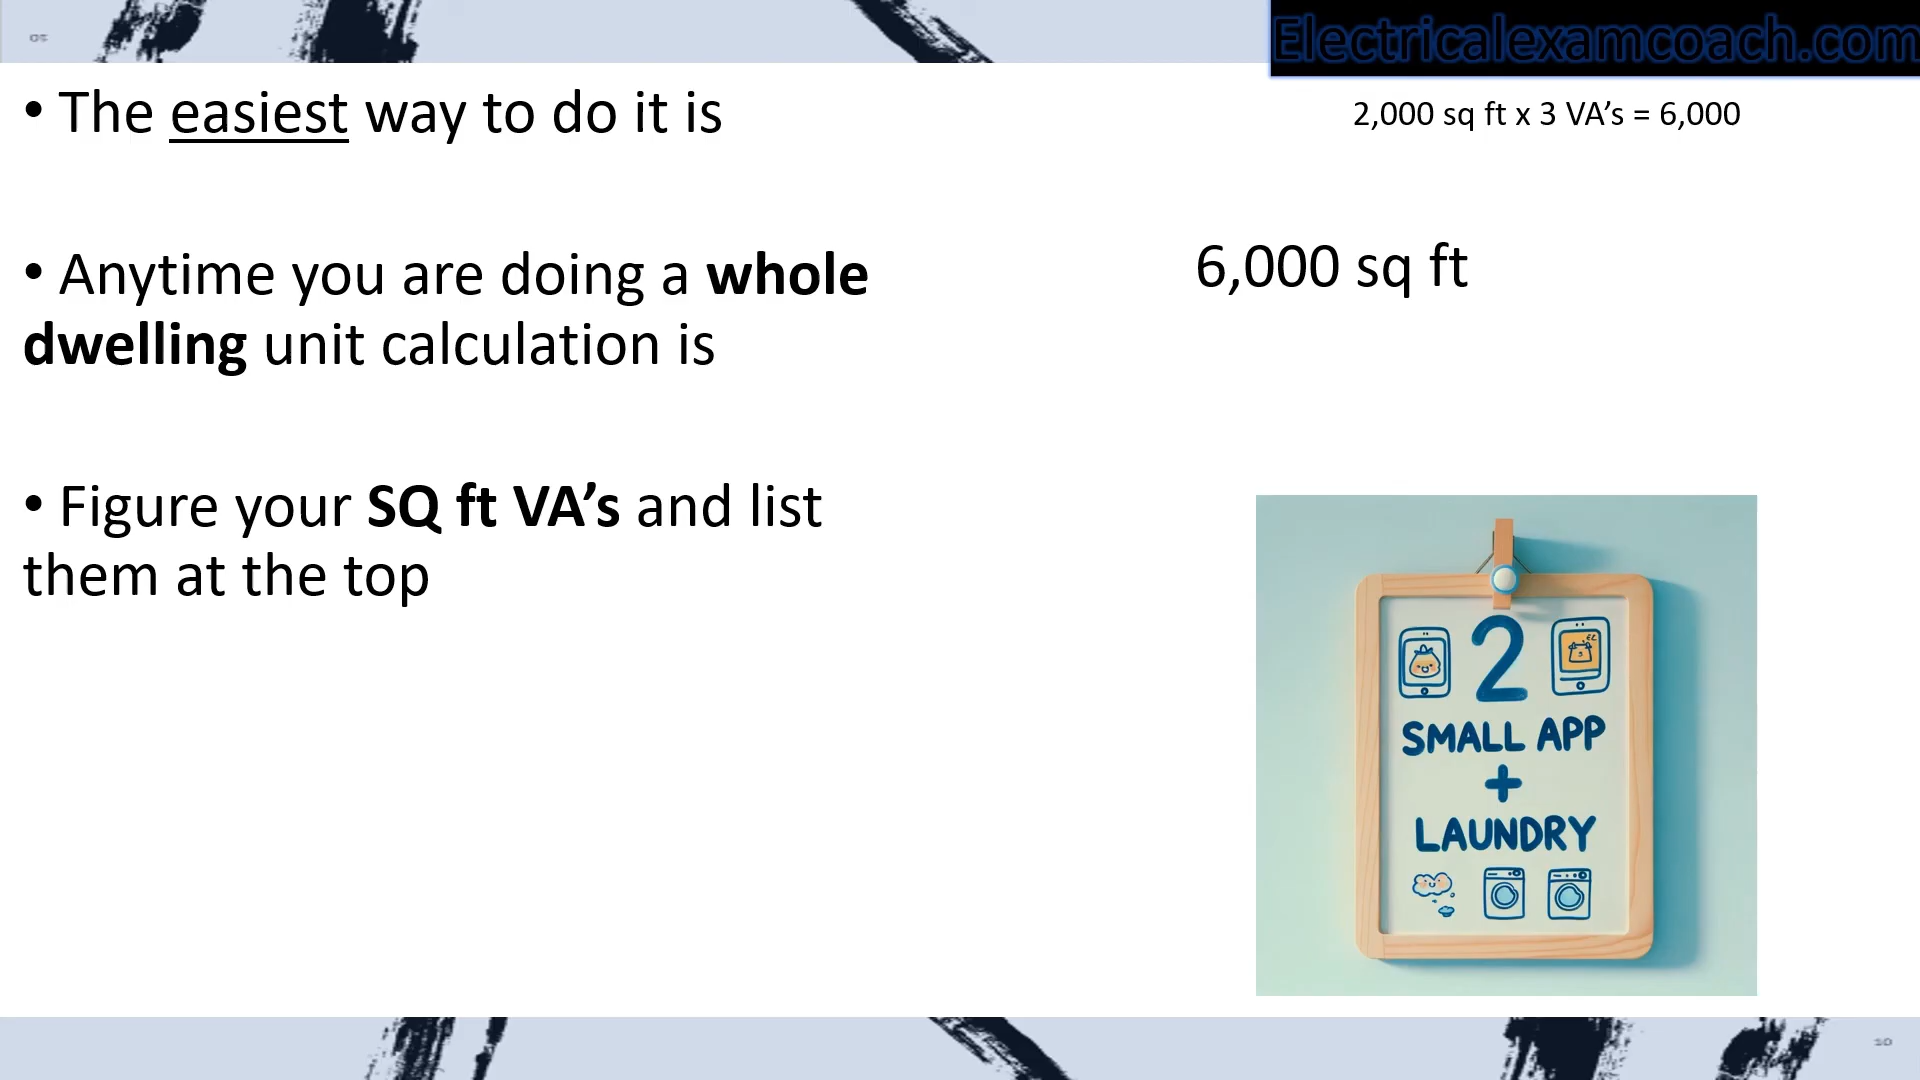 Electricalexamcoach.com
• The easiest way to do it is
2,000 sq ft x 3 VA’s = 6,000
• Anytime you are doing a whole
dwelling unit calculation is
6,000 sq ft
• Figure your SQ ft VA’s and list
them at the top
2
SMALL APP
+
LAUNDRY